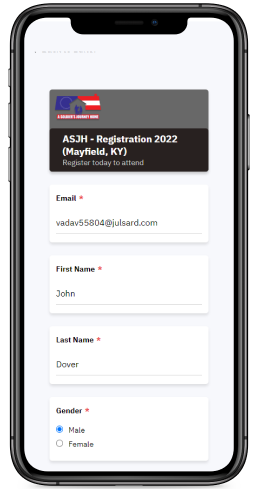 A SOLDIER'S JOURNEY HOME
ASJH - Registration 2022
(Mayfield, KY)
Register today to attend
Email *
vadav55804@julsard.com
First Name *
John
Last Name *
Dover
Gender *
Male
Female